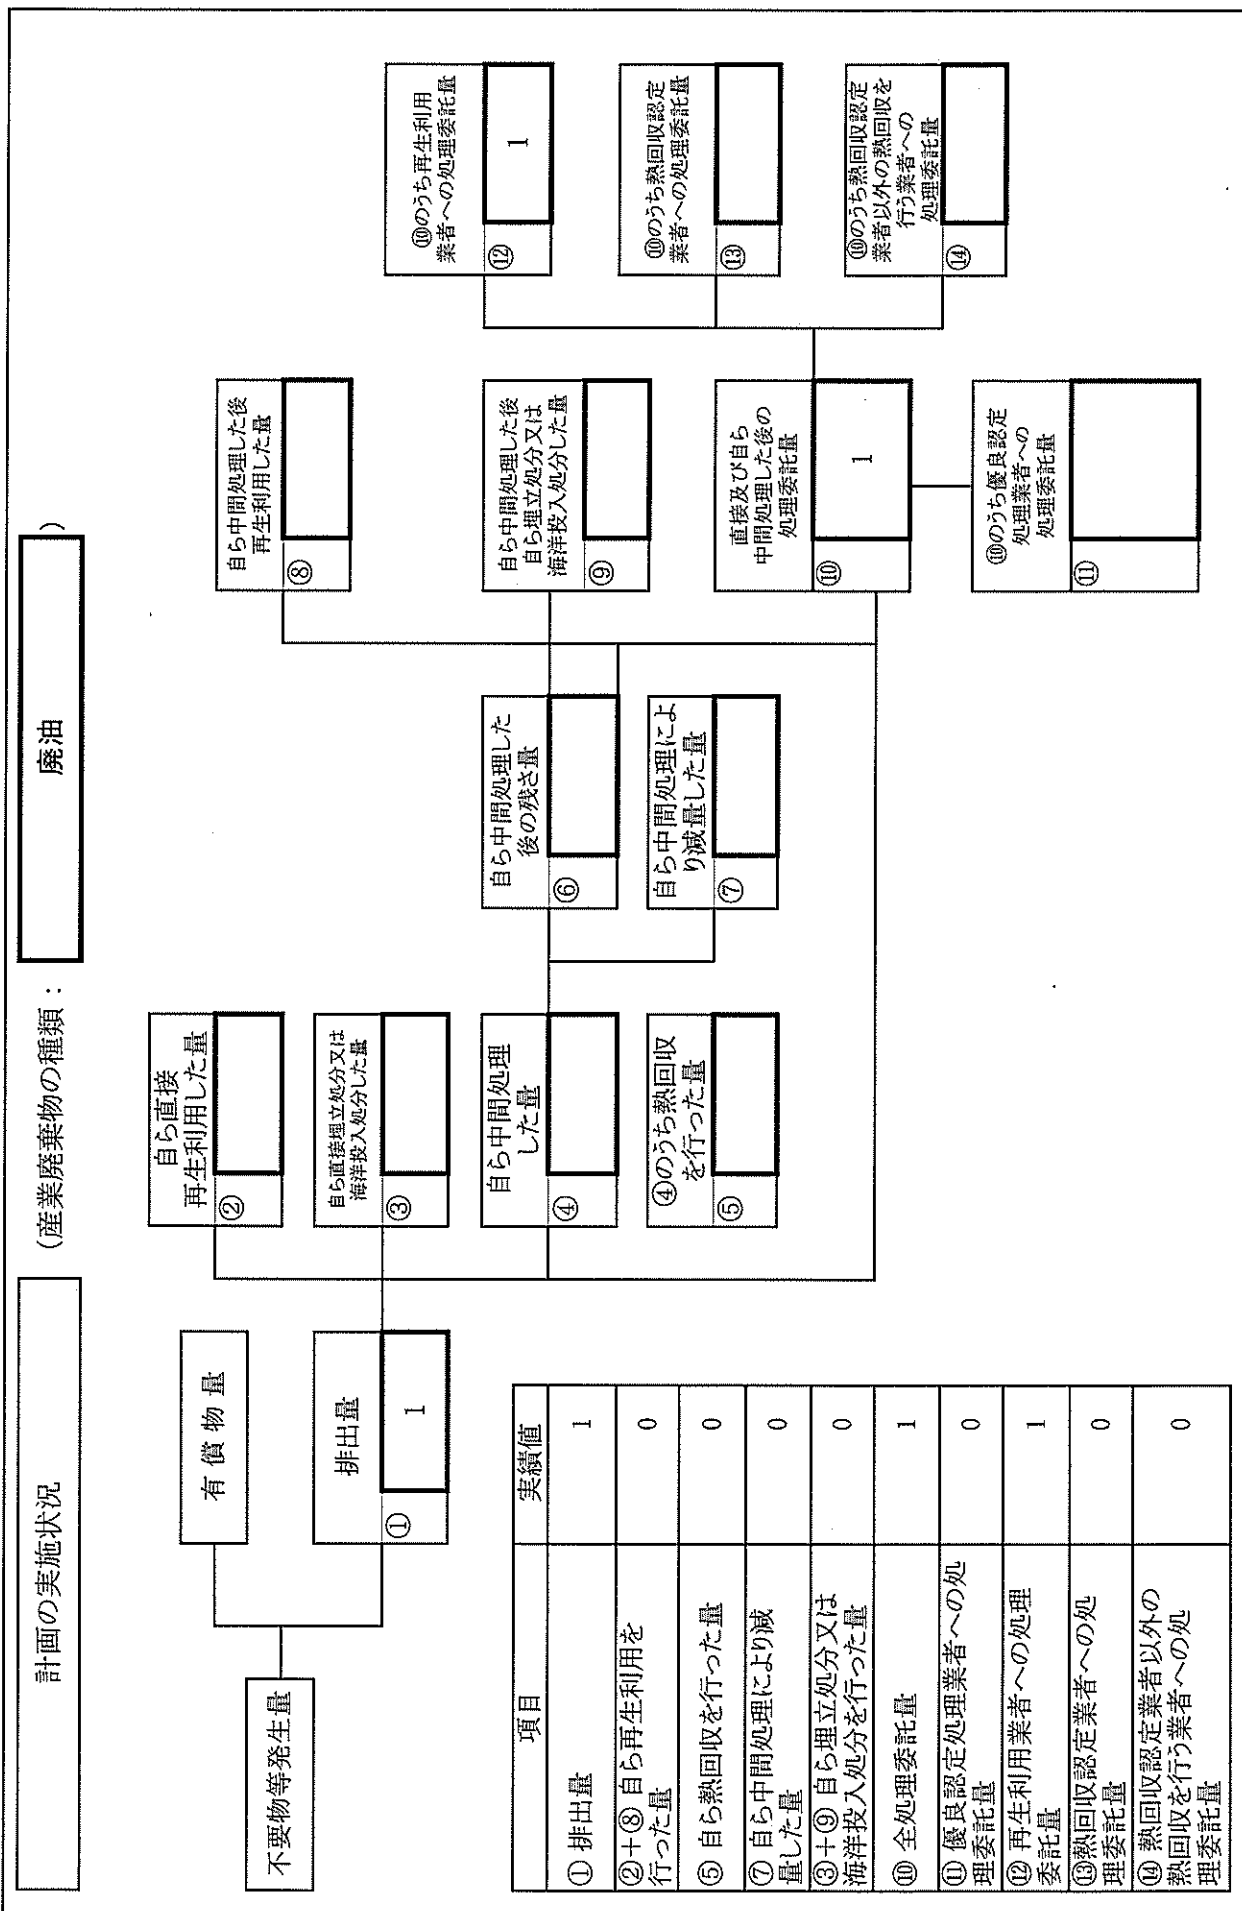 計画の実施状況
(産業廃棄物の種類:
廃油
)
不要物等発生量
有償物量
排出量
①
1
自ら直接
再生利用した量
②
自ら直接埋立処分又は
海洋投入処分した量
③
自ら中間処理
した量
④
④のうち熱回収
を行った量
⑤
自ら中間処理した
後の残さ量
⑥
自ら中間処理によ
り減量した量
⑦
自ら中間処理した後
再生利用した量
⑧
自ら中間処理した後
自ら埋立処分又は
海洋投入処分した量
⑨
直接及び自ら
中間処理した後の
処理委託量
⑩
1
⑩のうち優良認定
処理業者への
処理委託量
⑪
⑩のうち再生利用
業者への処理委託量
⑫
1
⑩のうち熱回収認定
業者への処理委託量
⑬
⑩のうち熱回収認定
業者以外の熱回収を
行う業者への
処理委託量
⑭
項目
実績値
① 排出量
1
②+⑧ 自ら再生利用を
行った量
0
⑤ 自ら熱回収を行った量
0
⑦ 自ら中間処理により減
量した量
0
③+⑨ 自ら埋立処分又は
海洋投入処分を行った量
0
⑩ 全処理委託量
1
⑪ 優良認定処理業者への処
理委託量
0
⑫ 再生利用業者への処理
委託量
1
⑬熱回収認定業者への処
理委託量
0
⑭ 熱回収認定業者以外の
熱回収を行う業者への処
理委託量
0